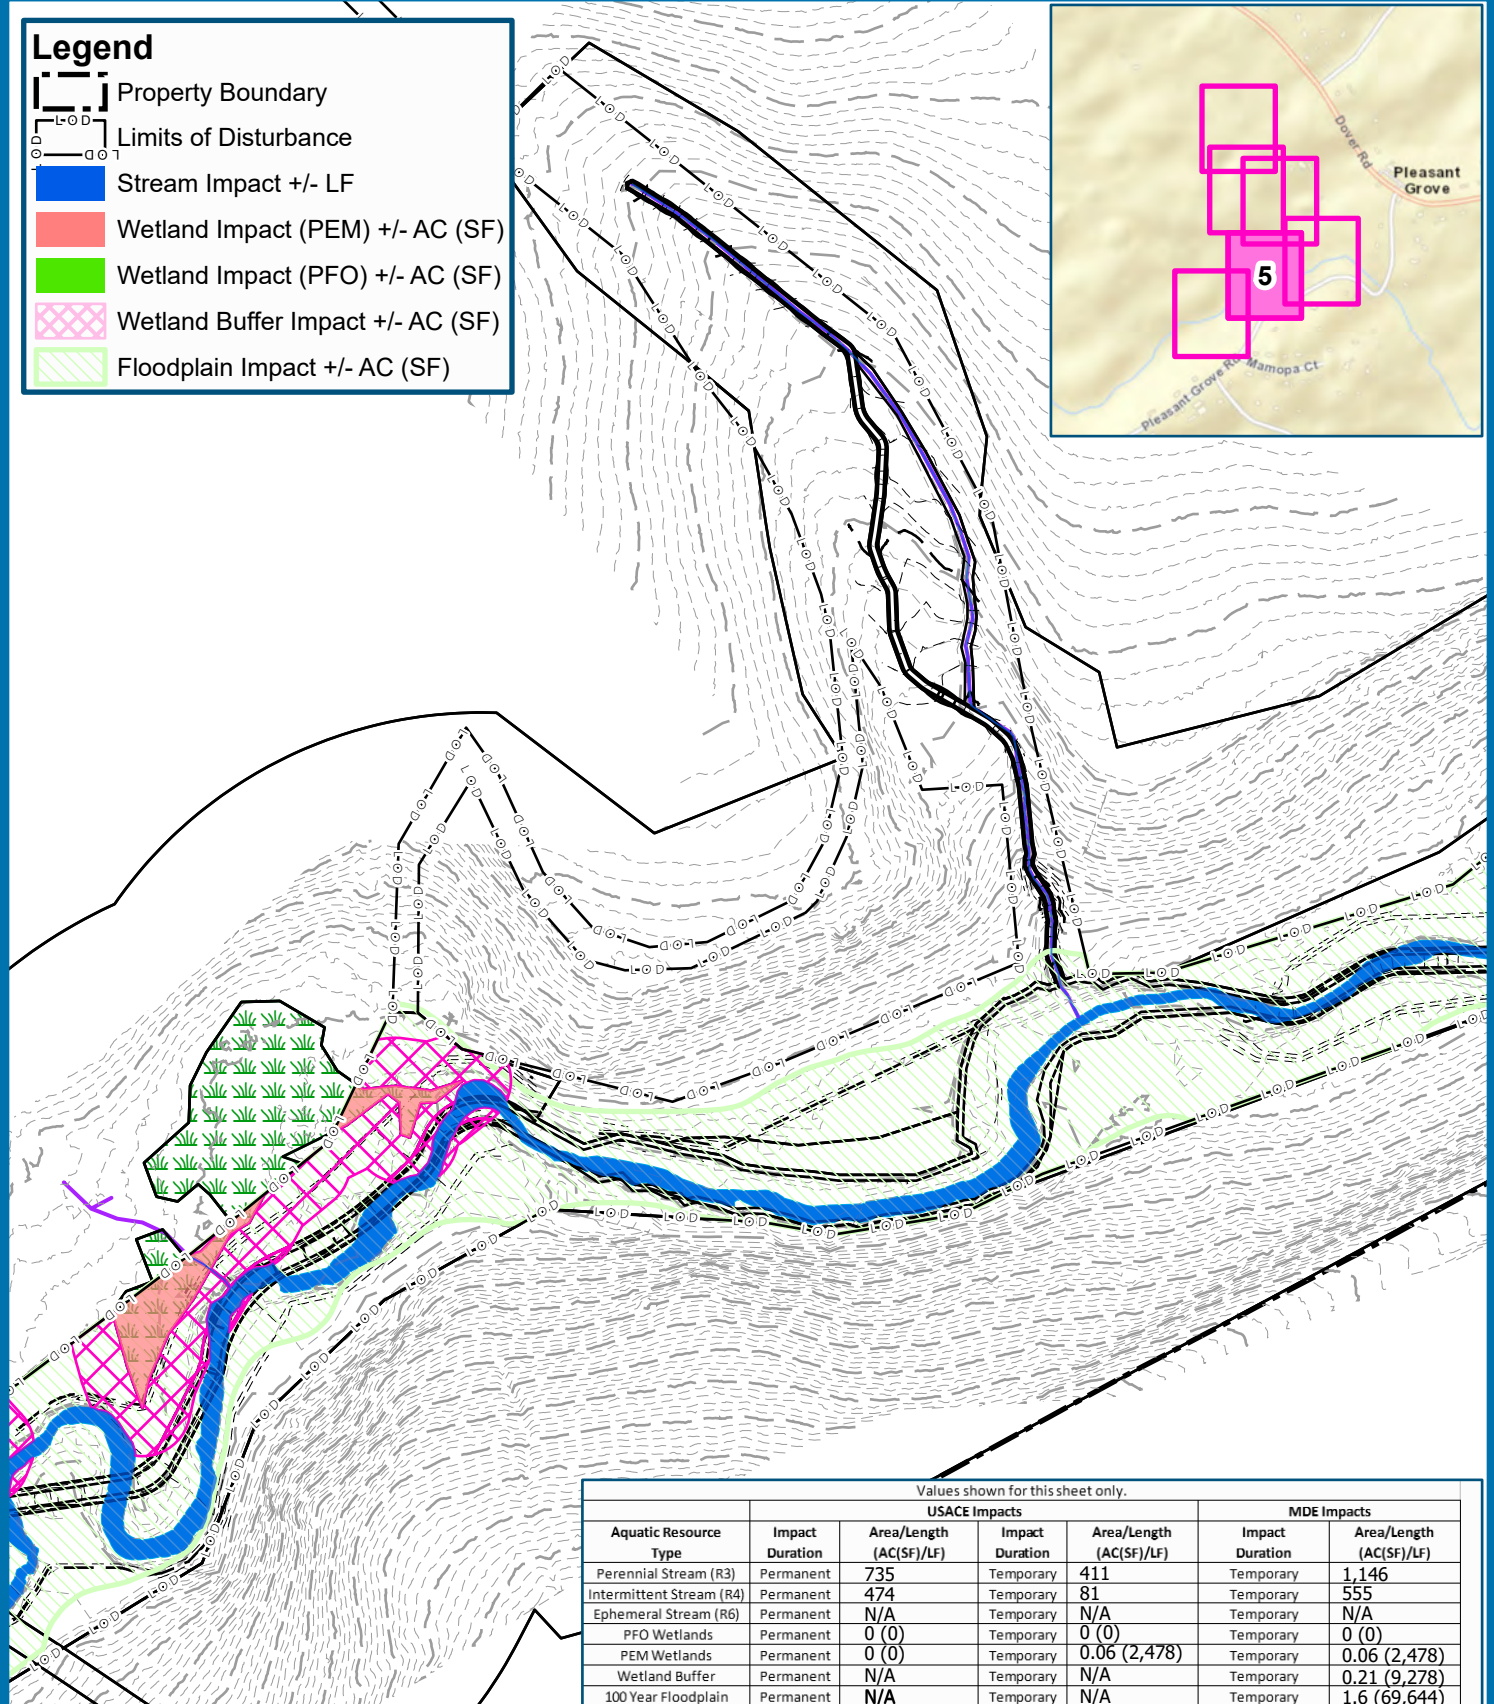 Legend
Property Boundary
LOD
Limits of Disturbance
Stream Impact +/- LF
Wetland Impact (PEM) +/- AC (SF)
Wetland Impact (PFO) +/- AC (SF)
Wetland Buffer Impact +/- AC (SF)
Floodplain Impact +/- AC (SF)
Dover Rd
Pleasant
Grove
5
Mamopa Ct
Pleasant Grove Rd
Values shown for this sheet only.
USACE Impacts MDE Impacts
Aquatic Resource Impact Area/Length Impact Area/Length Impact Area/Length
Type Duration (AC(SF)/LF) Duration (AC(SF)/LF) Duration (AC(SF)/LF)
Perennial Stream (R3) Permanent 735 Temporary 411 Temporary 1,146
Intermittent Stream (R4) Permanent 474 Temporary 81 Temporary 555
Ephemeral Stream (R6) Permanent N/A Temporary N/A Temporary N/A
PFO Wetlands Permanent 0 (0) Temporary 0 (0) Temporary 0 (0)
PEM Wetlands Permanent 0 (0) Temporary 0.06 (2,478) Temporary 0.06 (2,478)
Wetland Buffer Permanent N/A Temporary N/A Temporary 0.21 (9,278)
100 Year Floodplain Permanent N/A Temporary N/A Temporary 1.6 (69,644)